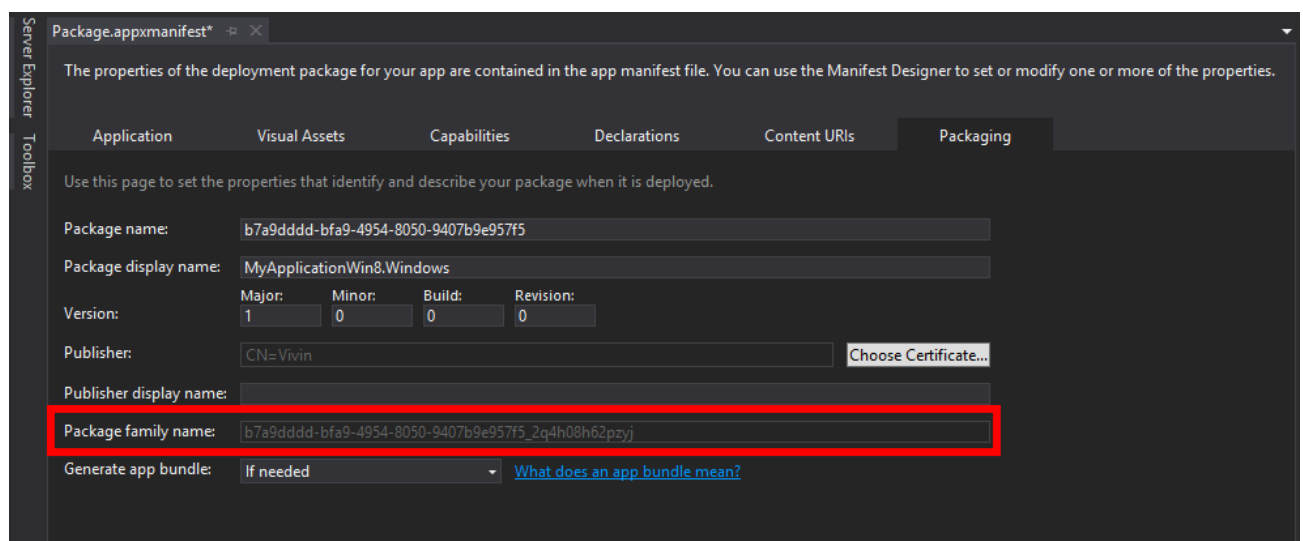 Server Explorer
Toolbox
Package.appxmanifest*
The properties of the deployment package for your app are contained in the app manifest file. You can use the Manifest Designer to set or modify one or more of the properties.
Application Visual Assets Capabilities Declarations Content URIs Packaging
Use this page to set the properties that identify and describe your package when it is deployed.
Package name: b7a9dddd-bfa9-4954-8050-9407b9e957f5
Package display name: MyApplicationWin8.Windows
Major: Minor: Build: Revision:
Version: 1 0 0 0
Publisher: CN=Vivin Choose Certificate...
Publisher display name:
Package family name: b7a9dddd-bfa9-4954-8050-9407b9e957f5_2q4h08h62pzyj
Generate app bundle: If needed What does an app bundle mean?